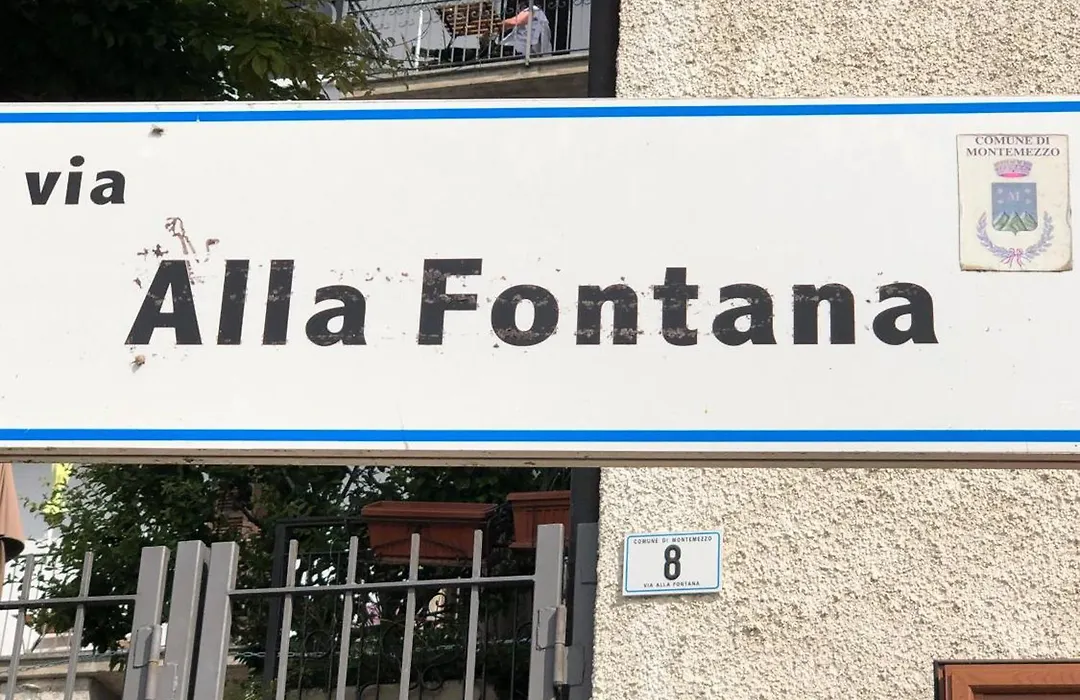 via
Alla Fontana
COMUNE DI
MONTEMEZZO
M
COMUNE DI MONTEMEZZO
8
VIA ALLA FONTANA